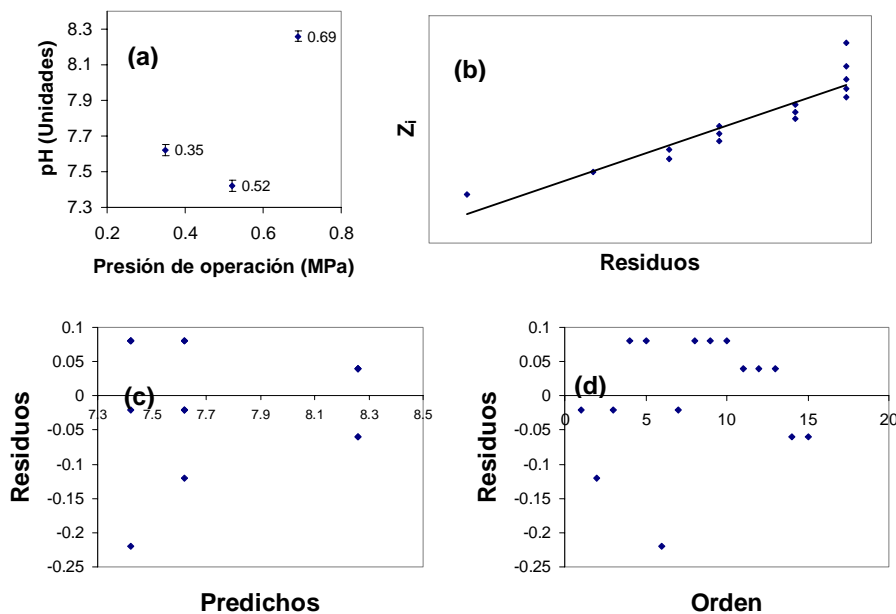 (a)
pH (Unidades)
8.3
8.1
7.9
7.7
7.5
7.3
0.69
0.35
0.52
0.2 0.4 0.6 0.8
Presión de operación (MPa)
(b)
Zi
Residuos
(c)
Residuos
0.1
0.05
0
-0.05
-0.1
-0.15
-0.2
-0.25
7.3 7.5 7.7 7.9 8.1 8.3 8.5
Predichos
(d)
Residuos
0.1
0.05
0
-0.05
-0.1
-0.15
-0.2
-0.25
0 5 10 15 20
Orden